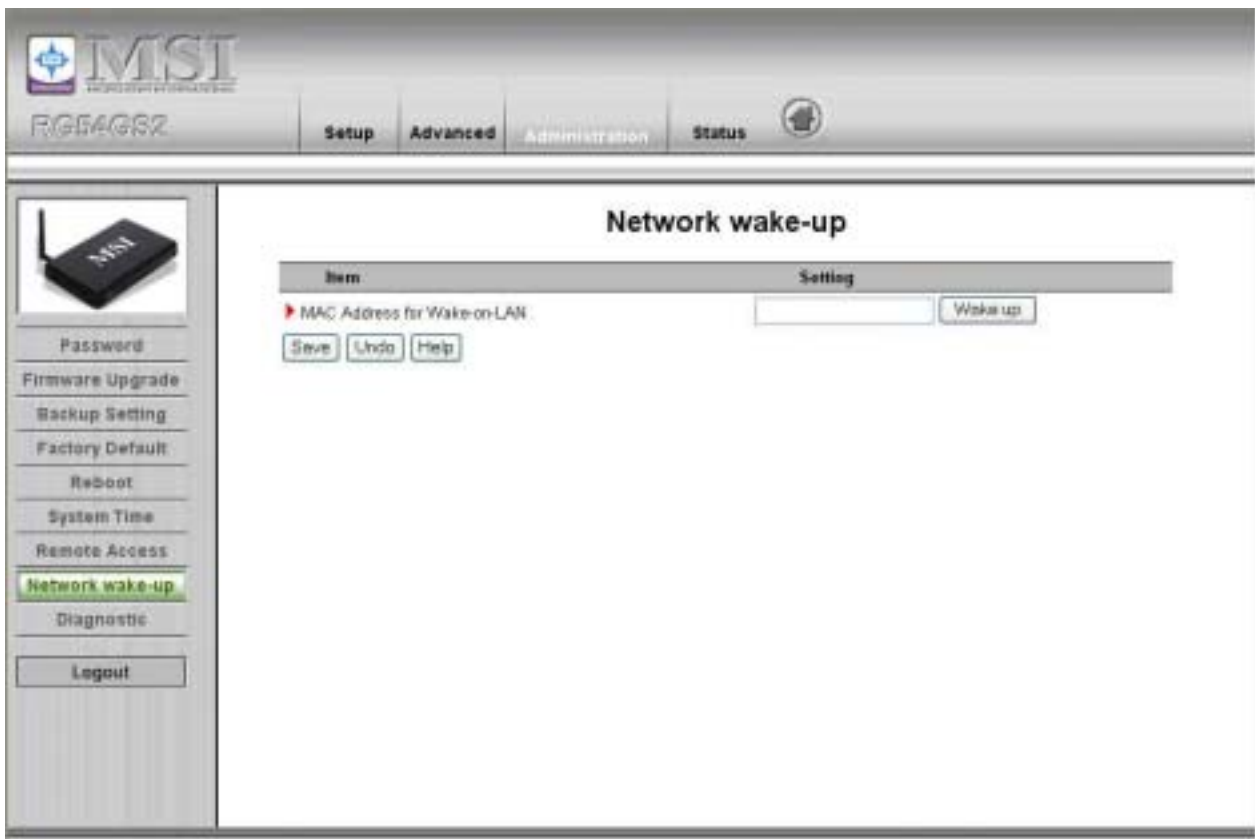 MSI
RG54GS2
Setup
Advanced
Administration
Status
MSI
Password
Firmware Upgrade
Backup Setting
Factory Default
Reboot
System Time
Remote Access
Network wake-up
Diagnostic
Logout
Network wake-up
Item Setting
MAC Address for Wake-on-LAN Wake up
Save Undo Help